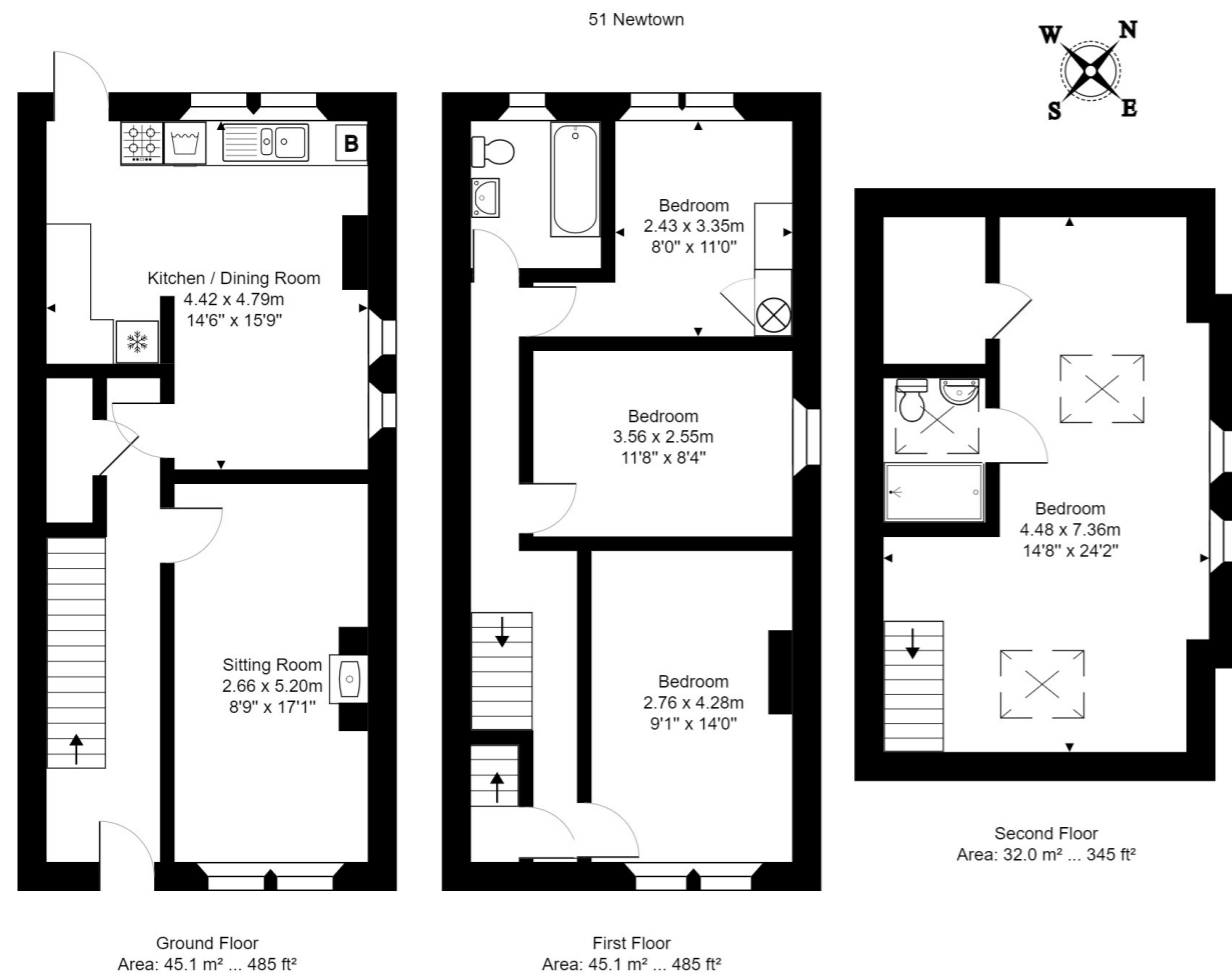 51 Newtown
W N
S E
B
Kitchen / Dining Room
4.42 x 4.79m
14'6" x 15'9"
Sitting Room
2.66 x 5.20m
8'9" x 17'1"
Ground Floor
Area: 45.1 m² ... 485 ft²
Bedroom
2.43 x 3.35m
8'0" x 11'0"
Bedroom
3.56 x 2.55m
11'8" x 8'4"
Bedroom
2.76 x 4.28m
9'1" x 14'0"
First Floor
Area: 45.1 m² ... 485 ft²
Bedroom
4.48 x 7.36m
14'8" x 24'2"
Second Floor
Area: 32.0 m² ... 345 ft²